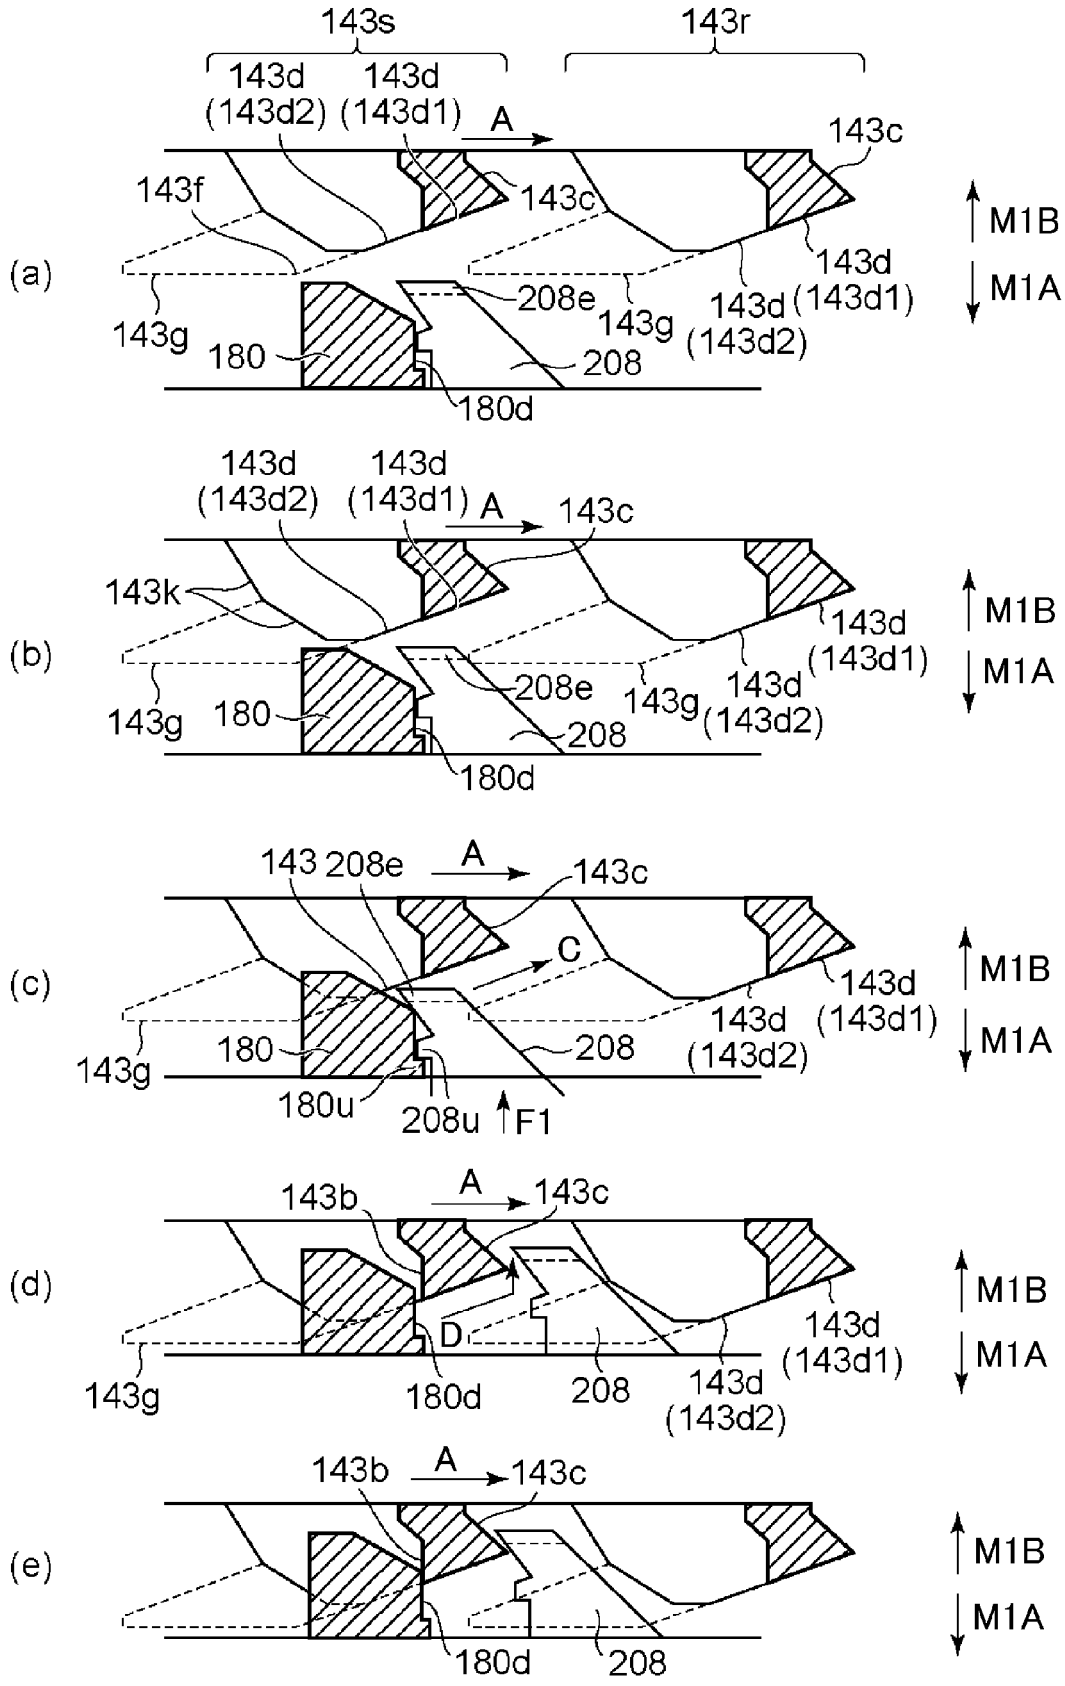 143s 143r
143d 143d
(143d2) (143d1) A
143c
143f
143c
M1B
(a)
M1A
208e
143d
(143d1)
143g
143g
143d
(143d2)
180
208
180d
143d 143d
(143d2) (143d1) A
143c
143k
M1B
143d
(143d1)
(b)
M1A
208e
143g
143d
(143d2)
143g
180
208
180d
A
143 208e
143c
C
M1B
(c)
143d
(143d1)
143d
(143d2)
M1A
180
208
143g
180u
208u
F1
A
143b
143c
(d)
M1B
D
143d
(143d1)
M1A
143g
180d
208
143d
(143d2)
A
143b
143c
(e)
M1B
M1A
180d
208